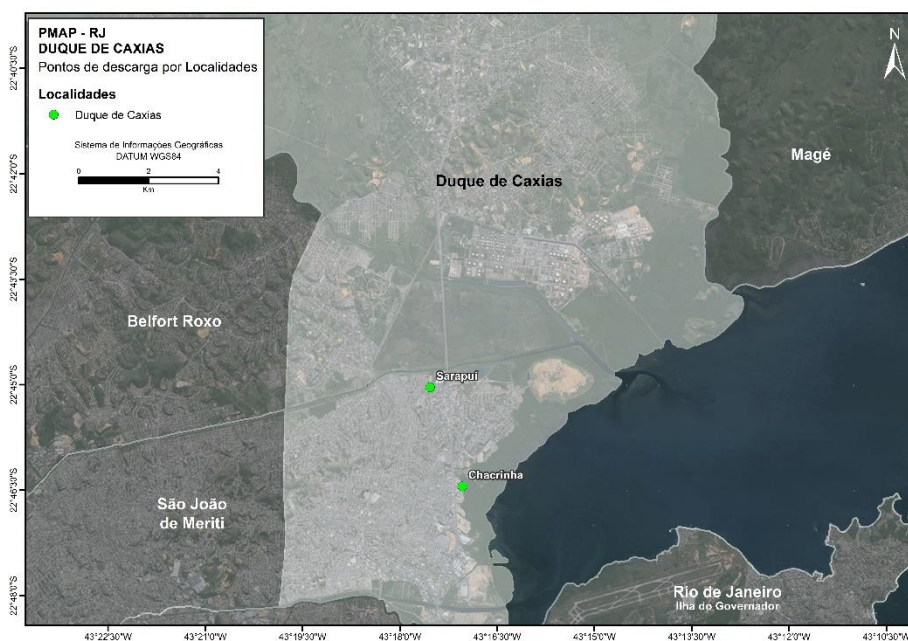 PMAP - RJ
DUQUE DE CAXIAS
Pontos de descarga por Localidades
Localidades
Duque de Caxias
Sistema de Informações Geográficas
DATUM WGS84
0 2 4
Km
N
Magé
Duque de Caxias
Belfort Roxo
Sarapuí
Chacrinha
São João
de Meriti
Rio de Janeiro
Ilha do Governador
22°40'30"S
22°42'0"S
22°43'30"S
22°45'0"S
22°46'30"S
22°48'0"S
43°22'30"O 43°21'0"O 43°19'30"O 43°18'0"O 43°16'30"O 43°15'0"O 43°13'30"O 43°12'0"O 43°10'30"O